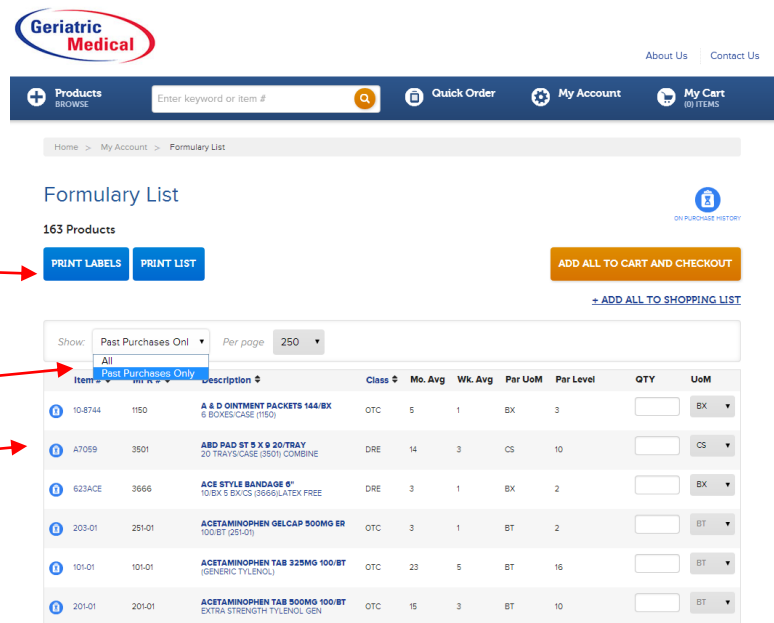 Geriatric
Medical
About Us Contact Us
Products
BROWSE
Enter keyword or item #
Quick Order
My Account
My Cart
(0) ITEMS
Home > My Account > Formulary List
Formulary List
ON PURCHASE HISTORY
163 Products
PRINT LABELS PRINT LIST ADD ALL TO CART AND CHECKOUT
+ ADD ALL TO SHOPPING LIST
Show: Past Purchases Onl Per page 250
All
Past Purchases Only
Item # MFR # Description Class Mo. Avg Wk. Avg Par UoM Par Level QTY UoM
10-8744 1150 A & D OINTMENT PACKETS 144/BX OTC 5 1 BX 3 BX
6 BOXES/CASE (1150)
A7059 3501 ABD PAD ST 5 X 9 20/TRAY DRE 14 3 CS 10 CS
20 TRAYS/CASE (3501) COMBINE
623ACE 3666 ACE STYLE BANDAGE 6" DRE 3 1 BX 2 BX
10/BX 5 BX/CS (3666)LATEX FREE
203-01 251-01 ACETAMINOPHEN GELCAP 500MG ER OTC 3 1 BT 2 BT
100/BT (251-01)
101-01 101-01 ACETAMINOPHEN TAB 325MG 100/BT OTC 23 5 BT 16 BT
(GENERIC TYLENOL)
201-01 201-01 ACETAMINOPHEN TAB 500MG 100/BT OTC 15 3 BT 10 BT
EXTRA STRENGTH TYLENOL GEN